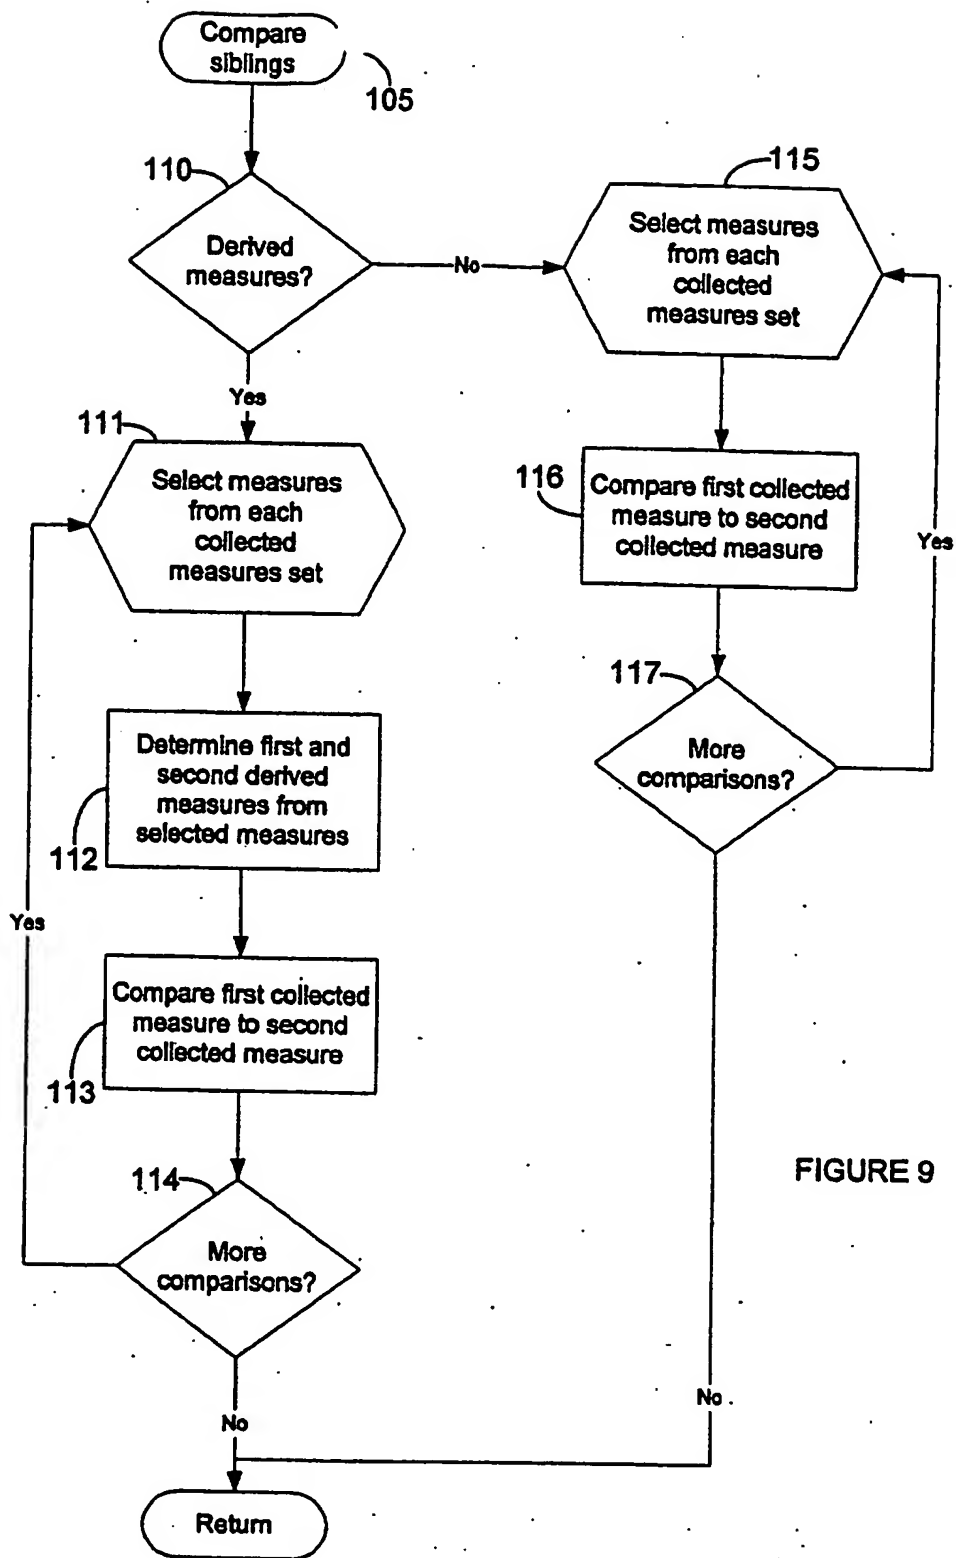 Compare
siblings
105
110
Derived
measures?
No
115
Select measures
from each
collected
measures set
Yes
111
Select measures
from each
collected
measures set
116
Compare first collected
measure to second
collected measure
Yes
117
More
comparisons?
Determine first and
second derived
measures from
selected measures
112
Yes
Compare first collected
measure to second
collected measure
113
114
More
comparisons?
FIGURE 9
No
No
Return